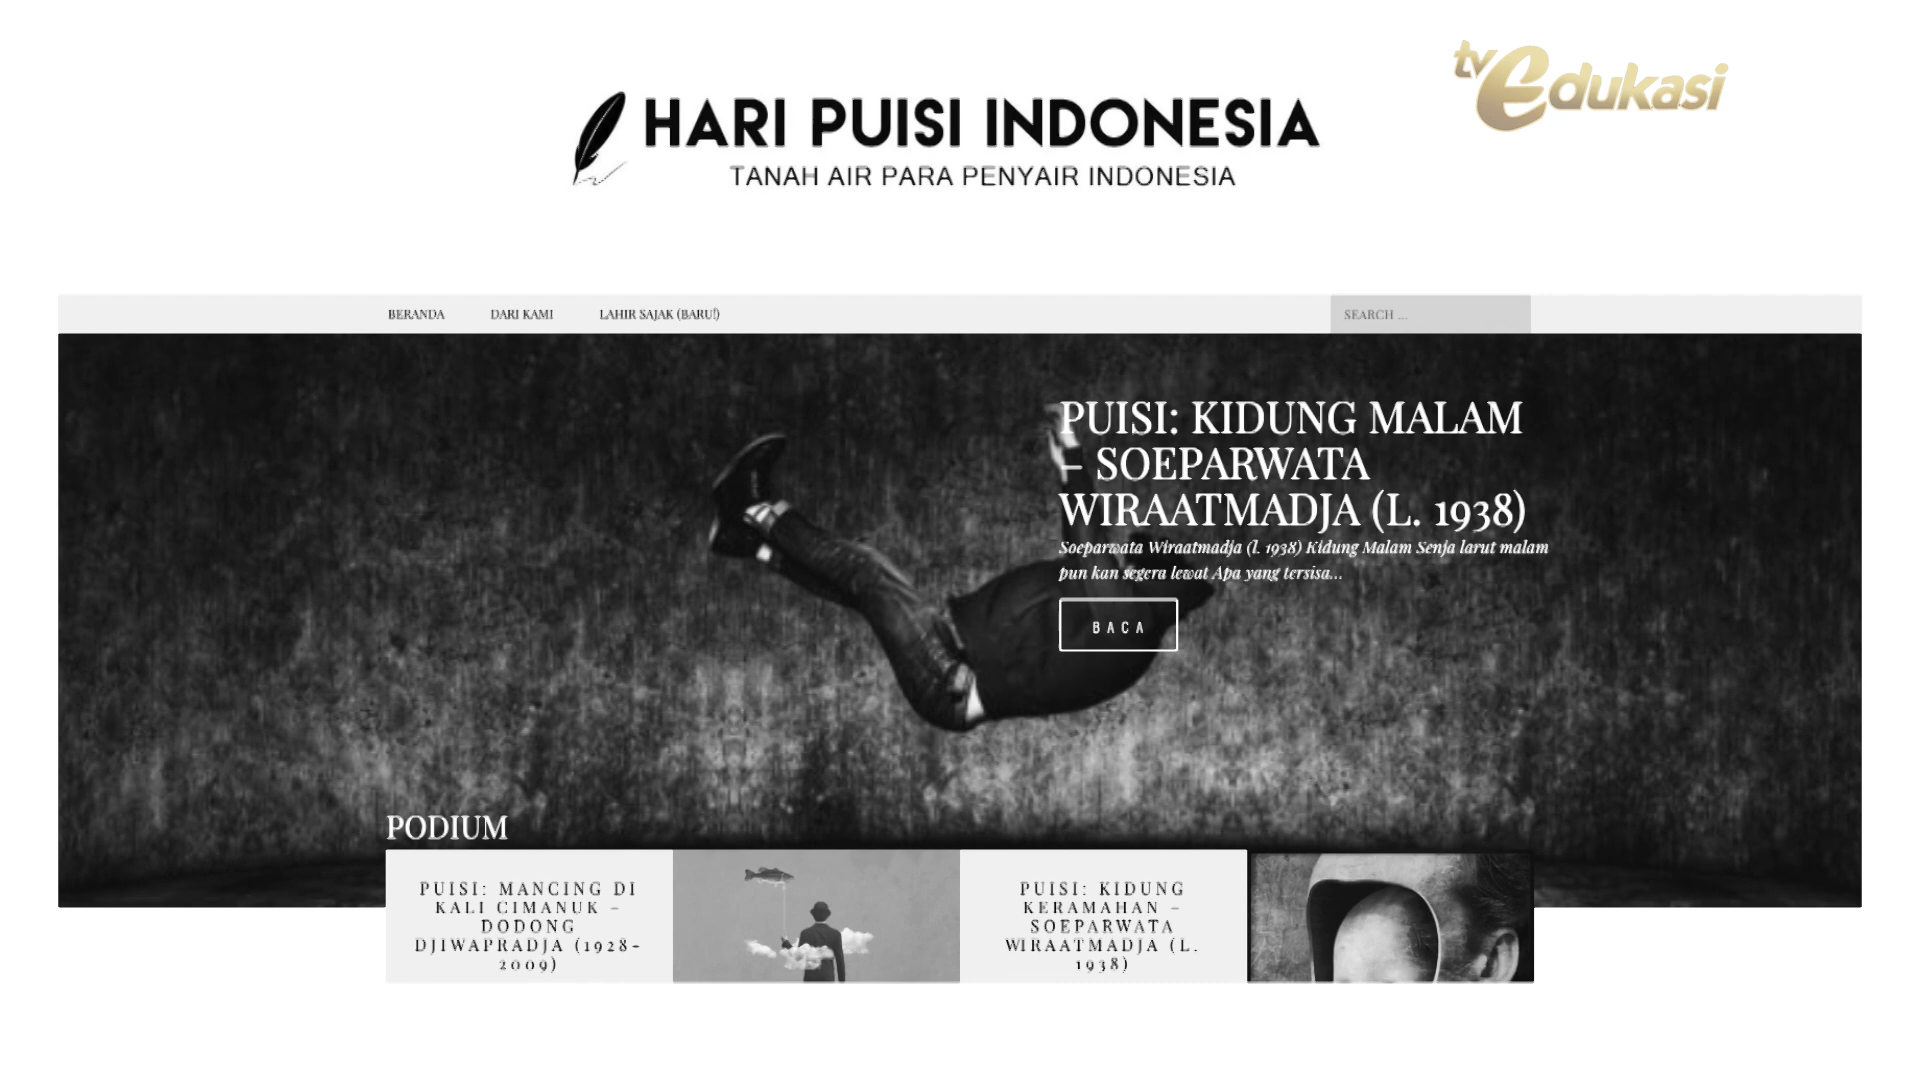 tv edukasi
HARI PUISI INDONESIA
TANAH AIR PARA PENYAIR INDONESIA
BERANDA
DARI KAMI
LAHIR SAJAK (BARU!)
SEARCH ...
PUISI: KIDUNG MALAM
– SOEPARWATA
WIRAATMADJA (L. 1938)
Soeparwata Wiraatmadja (l. 1938) Kidung Malam Senja larut malam
pun kan segera lewat Apa yang tersisa...
BACA
PODIUM
PUISI: MANCING DI
KALI CIMANUK –
DODONG
DJIWAPRADJA (1928-
2009)
PUISI: KIDUNG
KERAMAHAN –
SOEPARWATA
WIRAATMADJA (L.
1938)